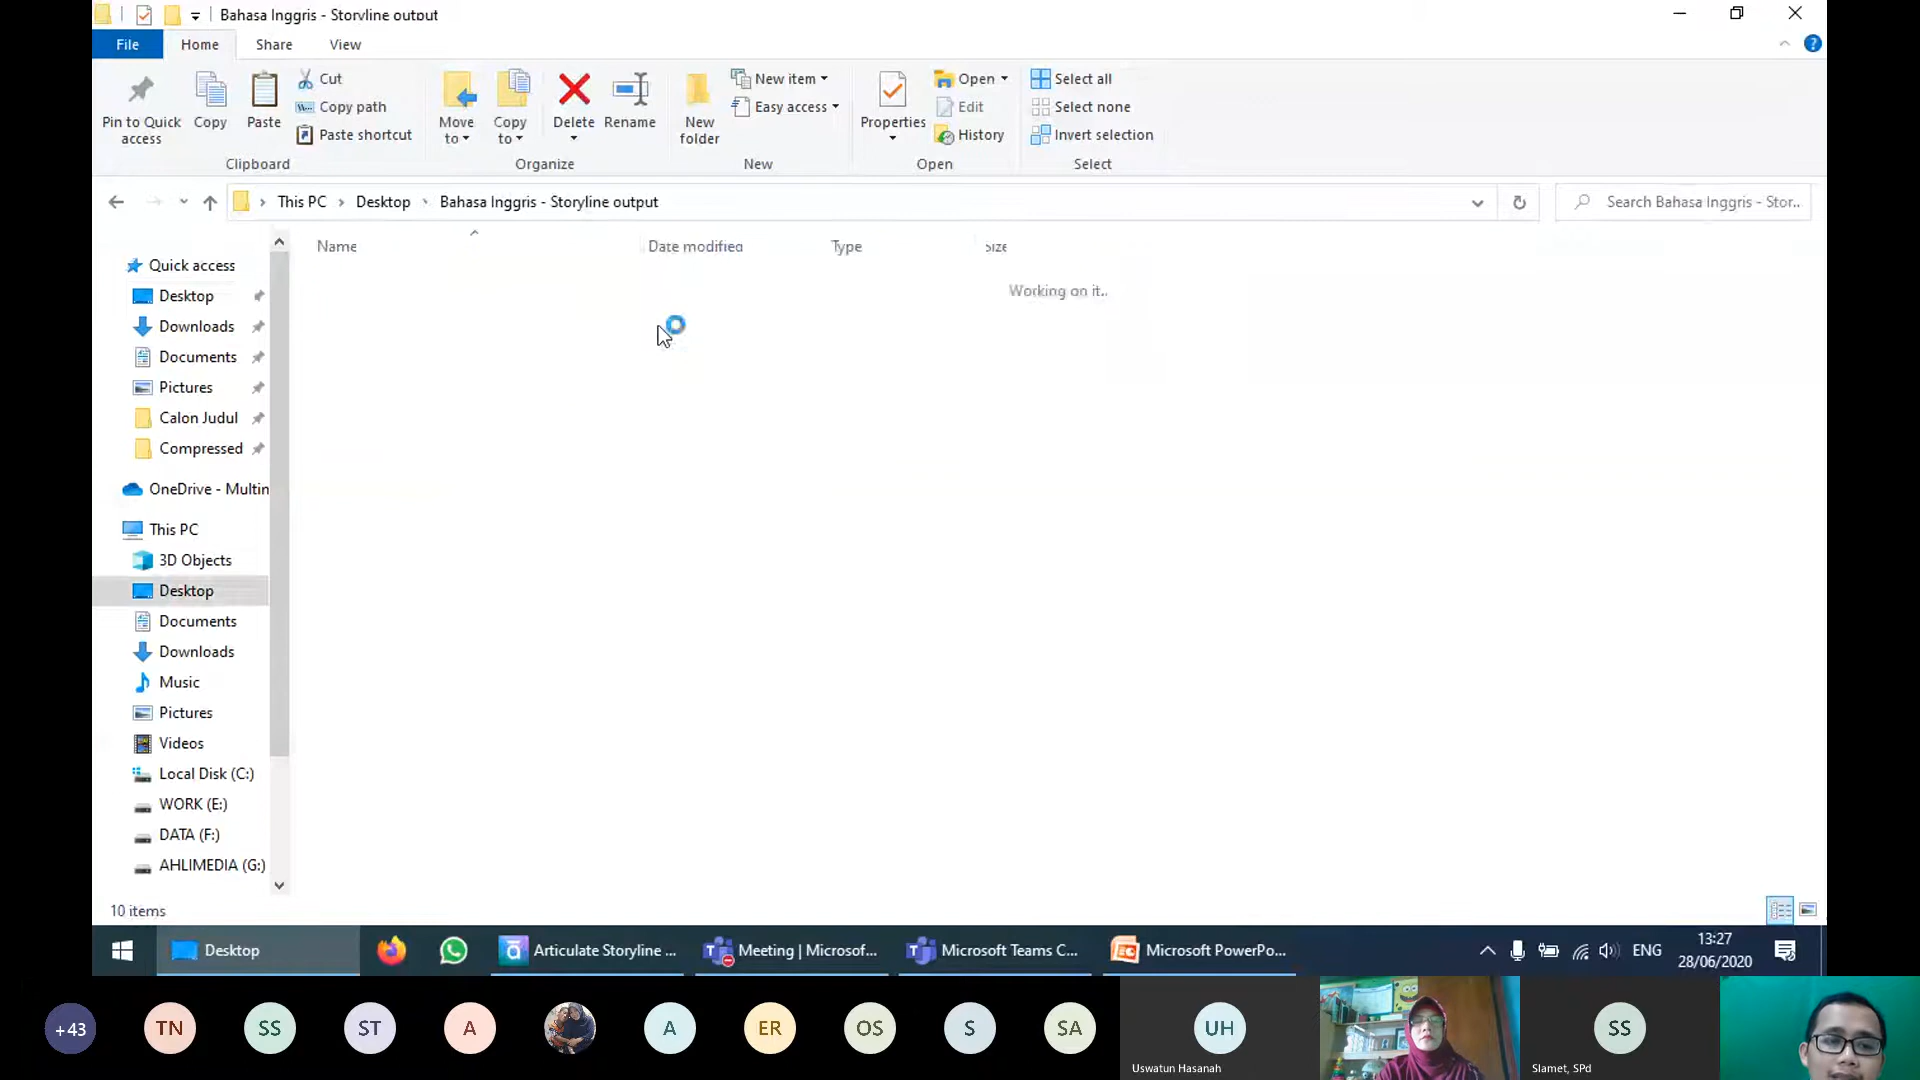 Bahasa Inggris - Storyline output
File Home Share View
Pin to Quick access
Copy
Paste
Cut
Copy path
Paste shortcut
Clipboard
Move to
Copy to
Delete
Rename
Organize
New folder
New item
Easy access
New
Properties
Open
Edit
History
Open
Select all
Select none
Invert selection
Select
This PC Desktop Bahasa Inggris - Storyline output
Search Bahasa Inggris - Stor..
Name Date modified Type Size
Working on it..
Quick access
Desktop
Downloads
Documents
Pictures
Calon Judul
Compressed
OneDrive - Multin
This PC
3D Objects
Desktop
Documents
Downloads
Music
Pictures
Videos
Local Disk (C:)
WORK (E:)
DATA (F:)
AHLIMEDIA (G:)
10 items
Desktop
Articulate Storyline ...
Meeting | Microsof...
Microsoft Teams C...
Microsoft PowerPo...
ENG
13:27
28/06/2020
+43 TN SS ST A A ER OS S SA UH SS
Uswatun Hasanah
Slamet, SPd